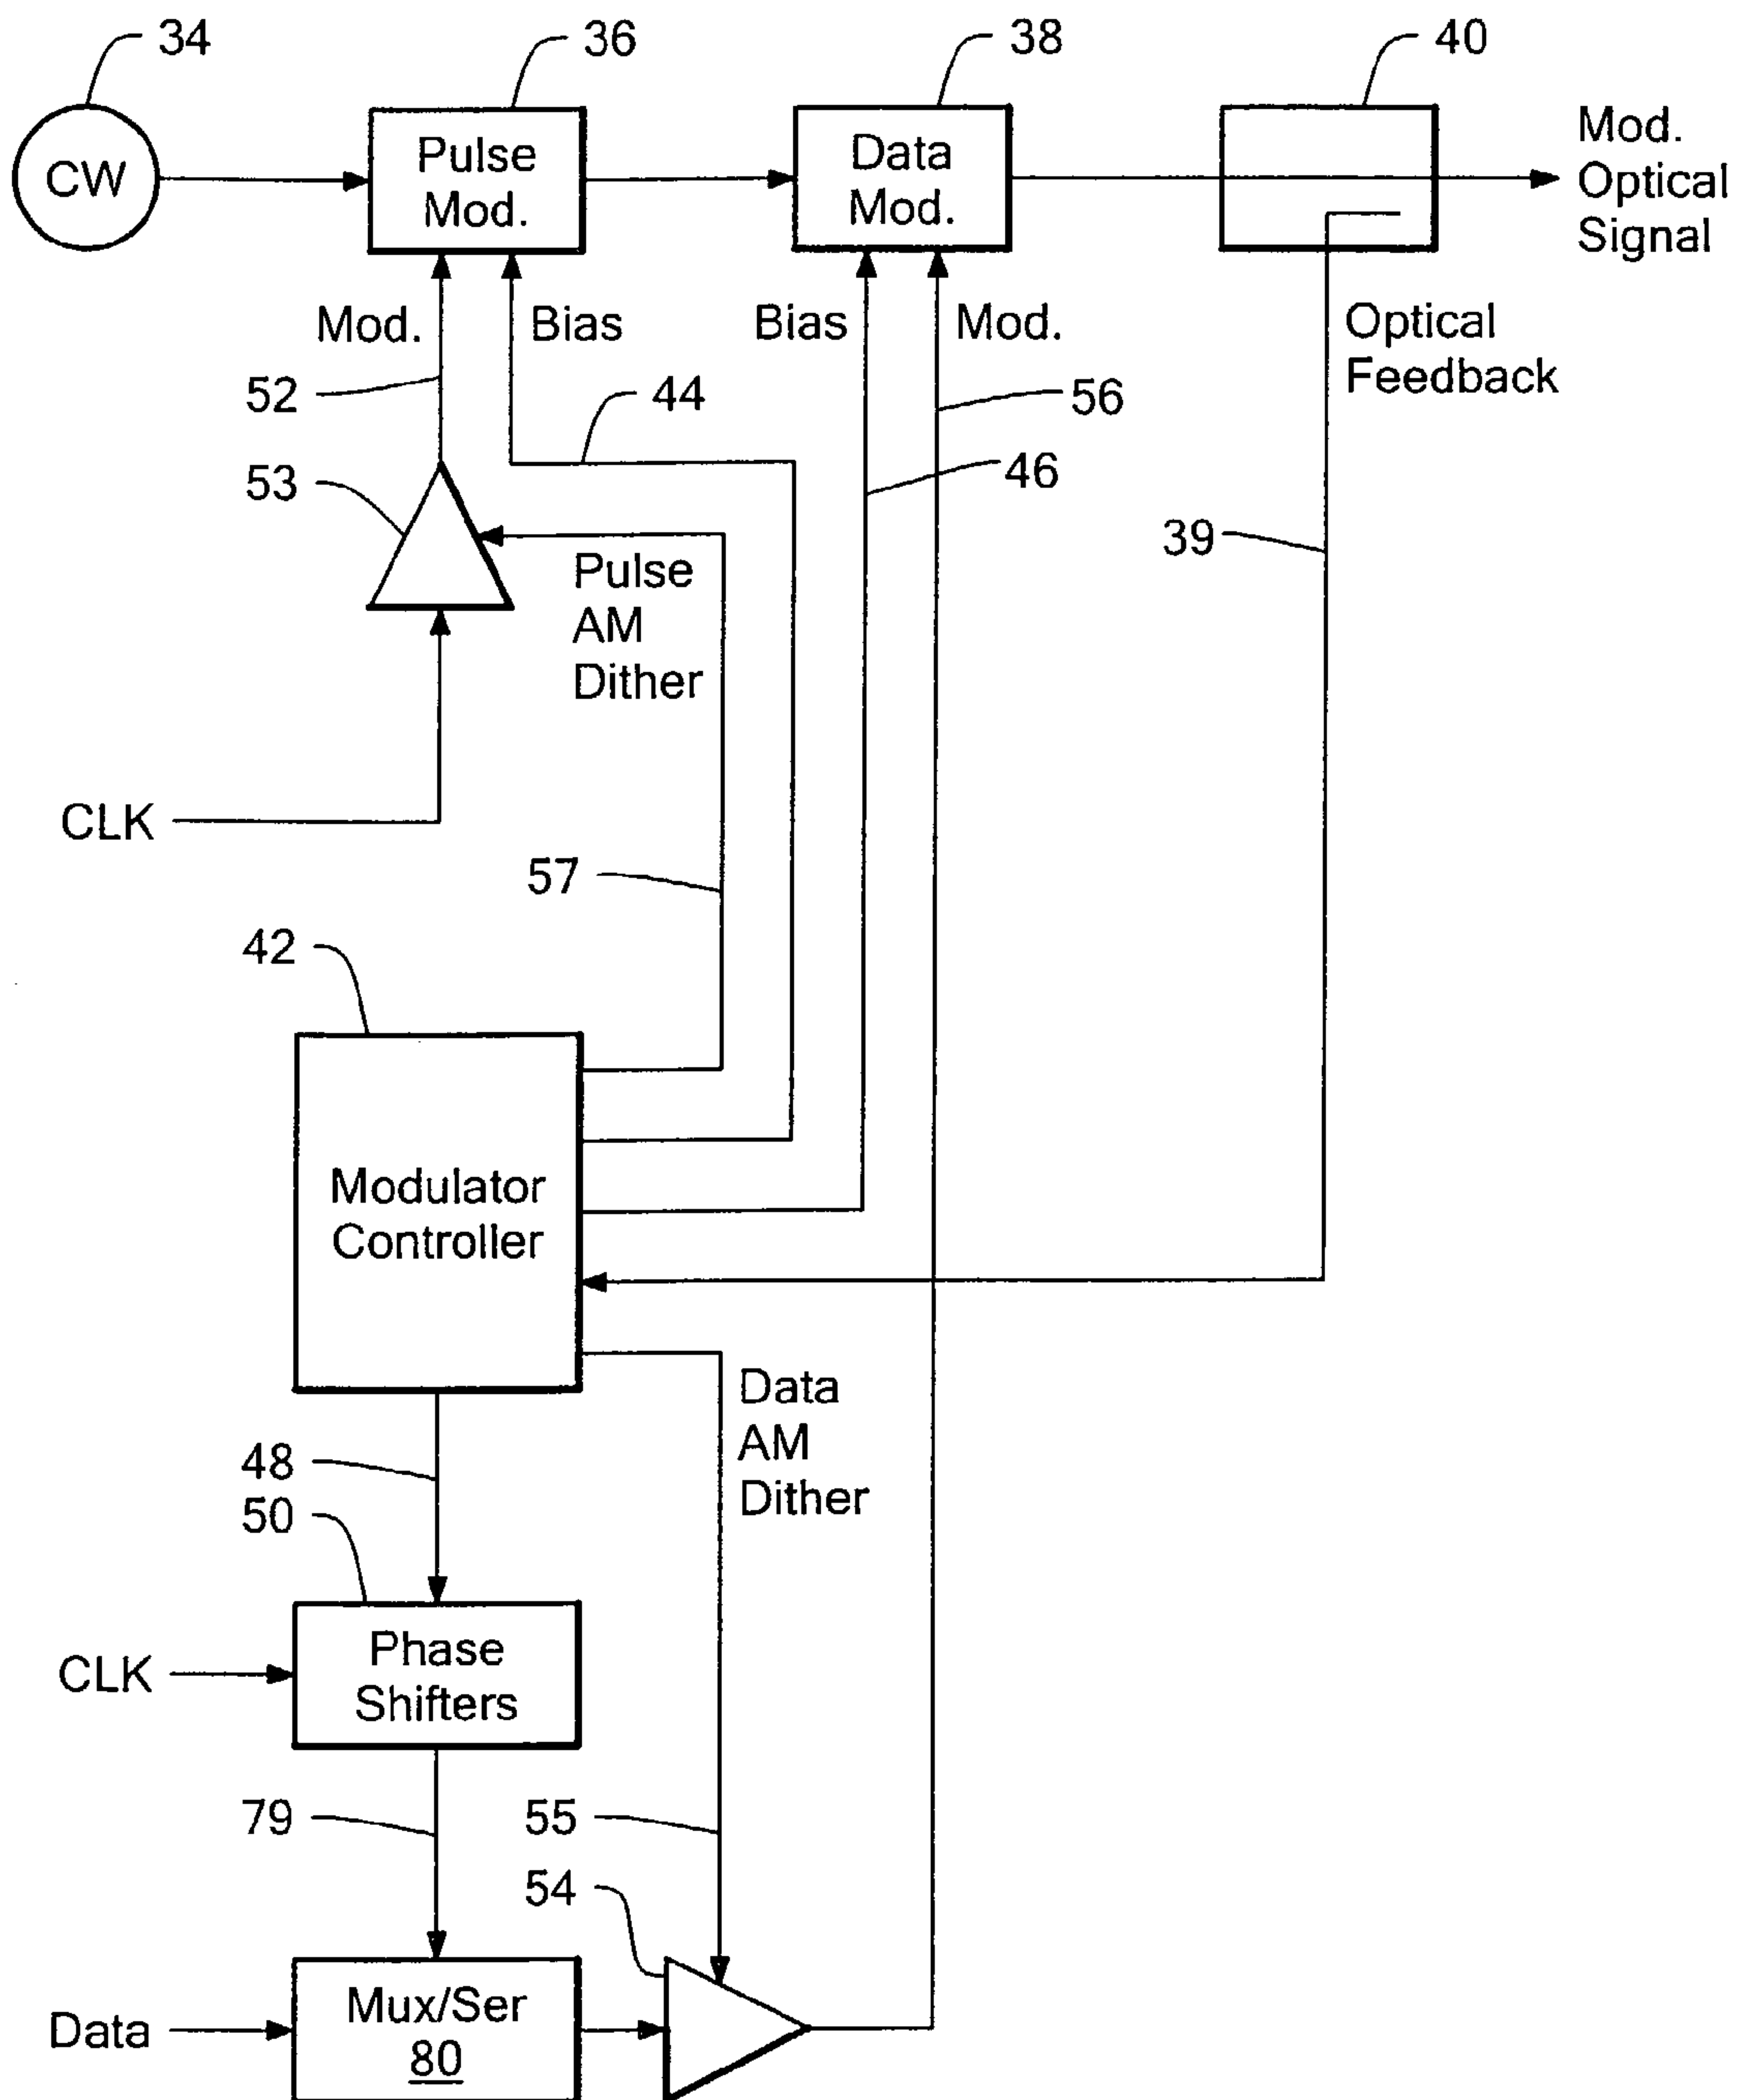 34
36
38
40
CW
Pulse
Mod.
Data
Mod.
Mod.
Optical
Signal
Mod.
Bias
Bias
Mod.
Optical
Feedback
52
44
56
53
46
39
Pulse
AM
Dither
CLK
57
42
Modulator
Controller
Data
AM
Dither
48
50
CLK
Phase
Shifters
79
55
54
Data
Mux/Ser
80